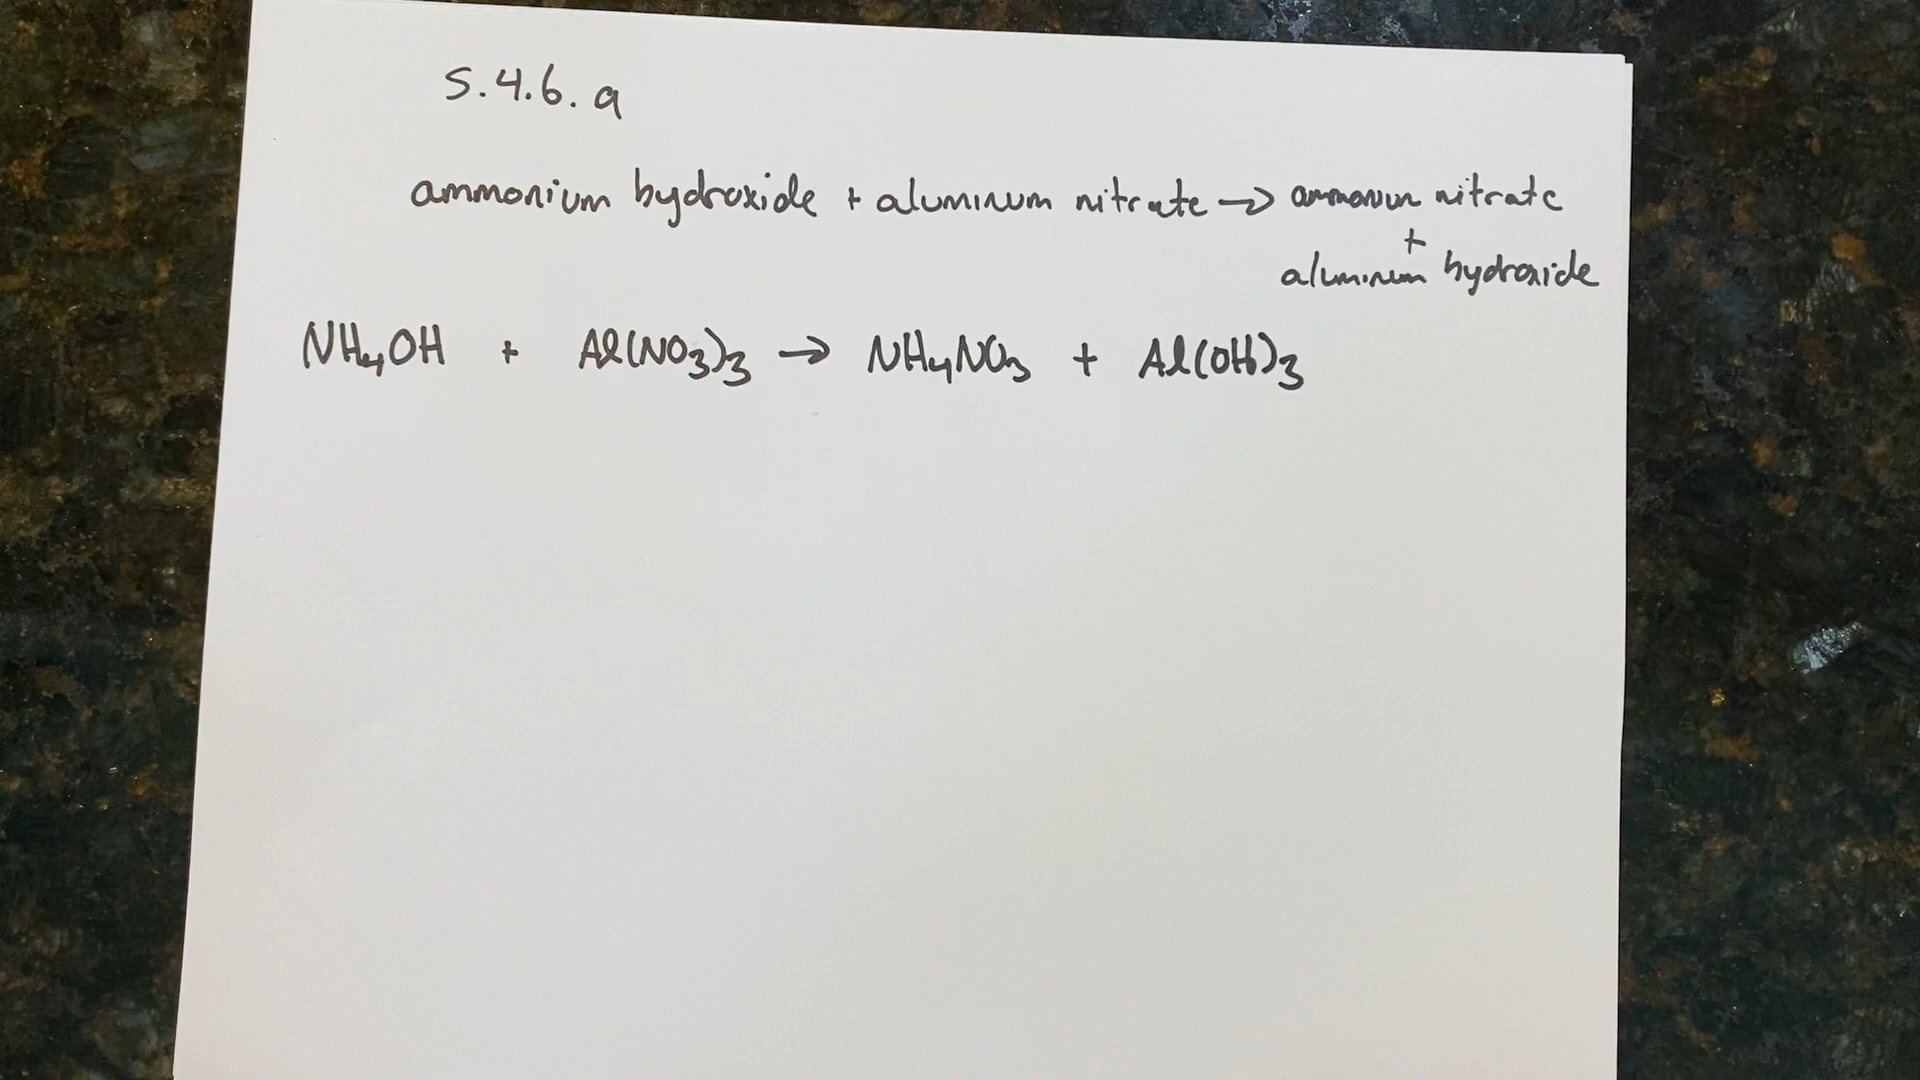 5.4.6.a
ammonium hydroxide + aluminum nitrate → ammonium nitrate
+
aluminum hydroxide
NH₄OH + Al(NO₃)₃ → NH₄NO₃ + Al(OH)₃